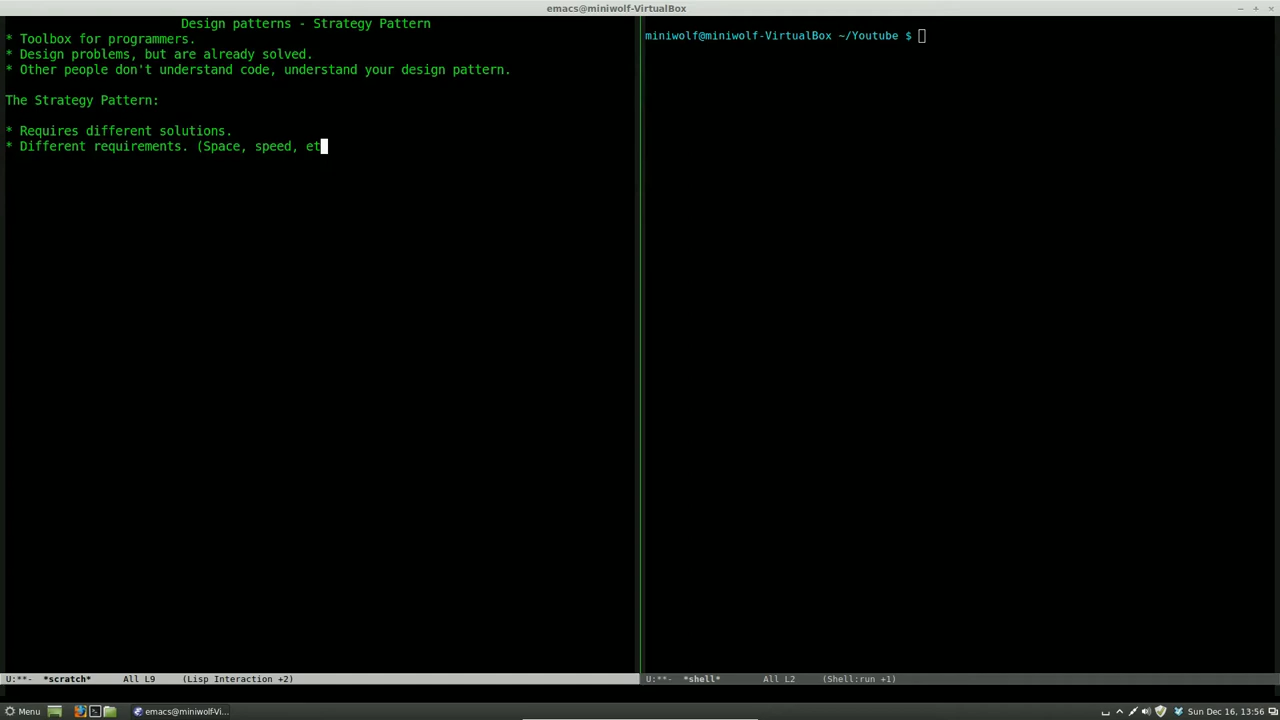 emacs@miniwolf-VirtualBox
Design patterns - Strategy Pattern
* Toolbox for programmers.
* Design problems, but are already solved.
* Other people don't understand code, understand your design pattern.
The Strategy Pattern:
* Requires different solutions.
* Different requirements. (Space, speed, et
miniwolf@miniwolf-VirtualBox ~/Youtube $
U:**-  *scratch*      All L9     (Lisp Interaction +2)
U:**-  *shell*      All L2     (Shell:run +1)
Menu
emacs@miniwolf-Vi...
Sun Dec 16, 13:56